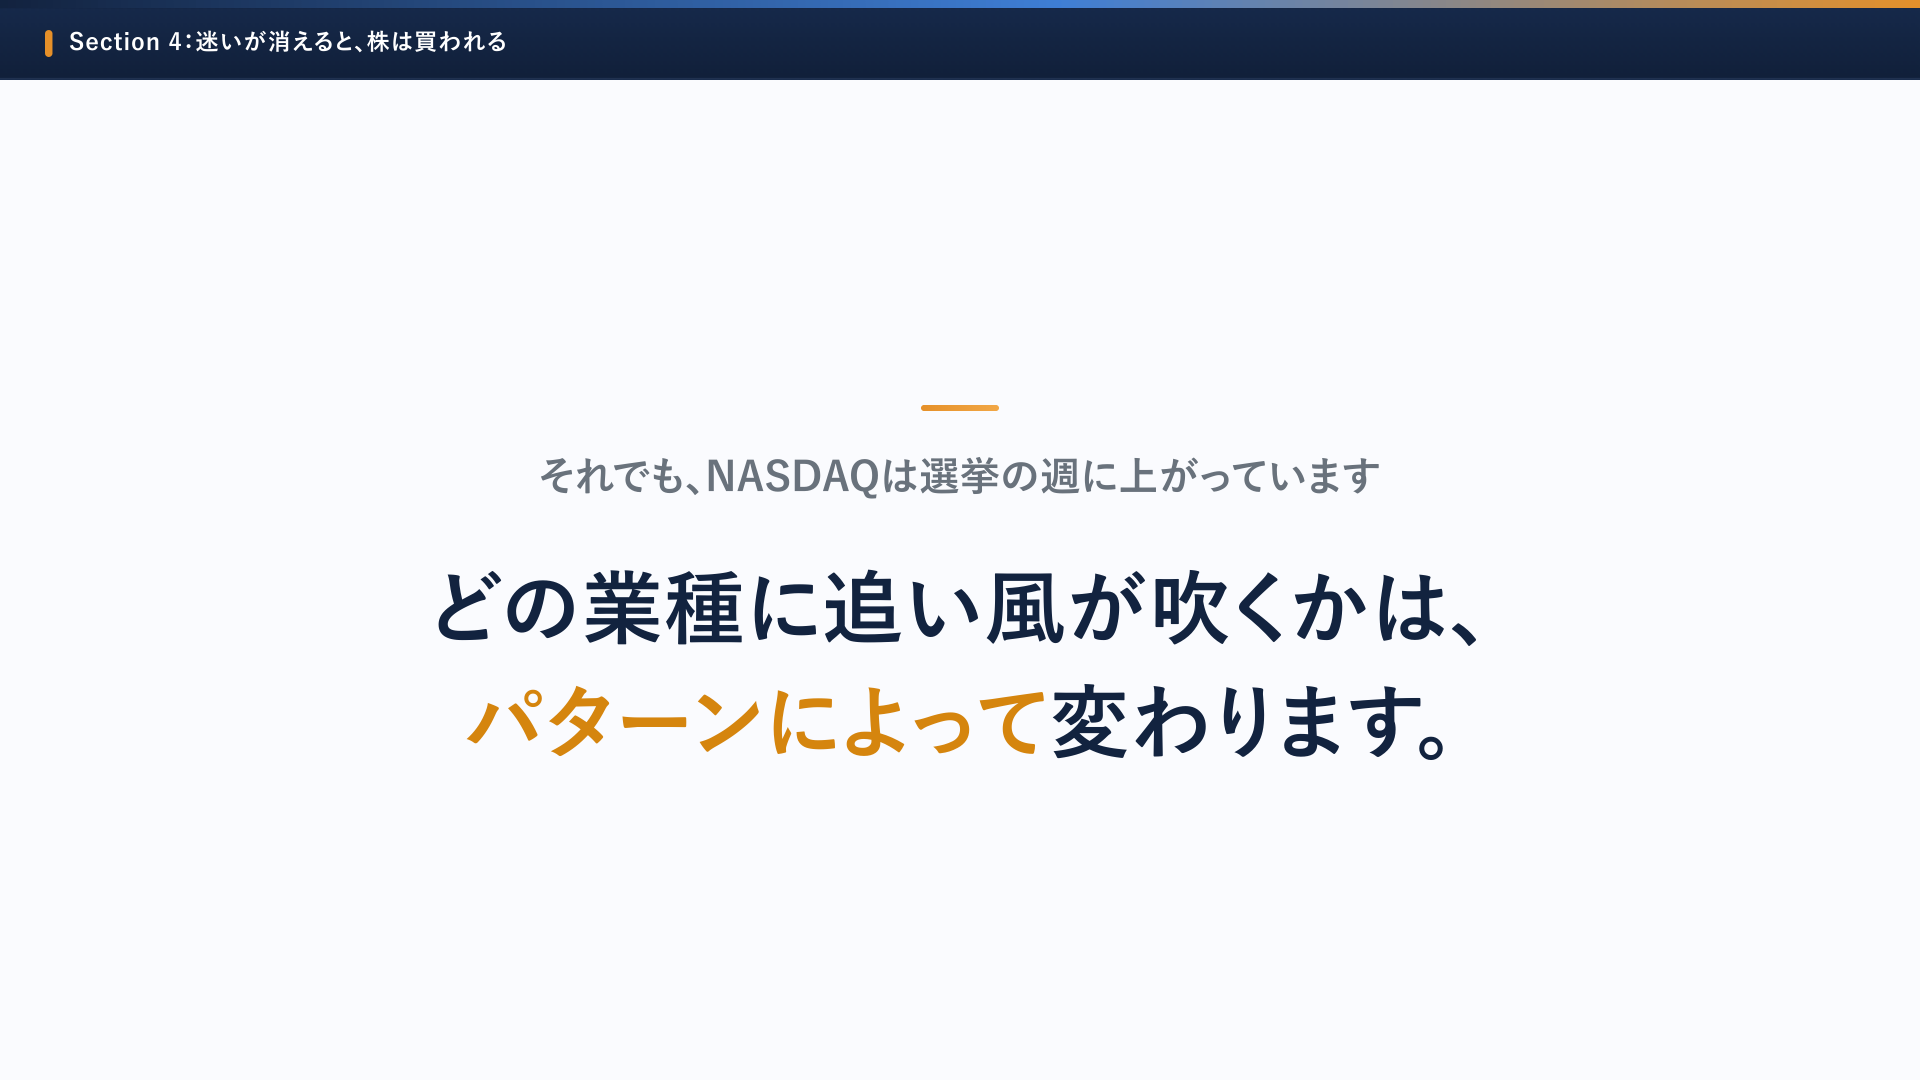 Section 4：迷いが消えると、株は買われる
それでも、NASDAQは選挙の週に上がっています
どの業種に追い風が吹くかは、
パターンによって変わります。